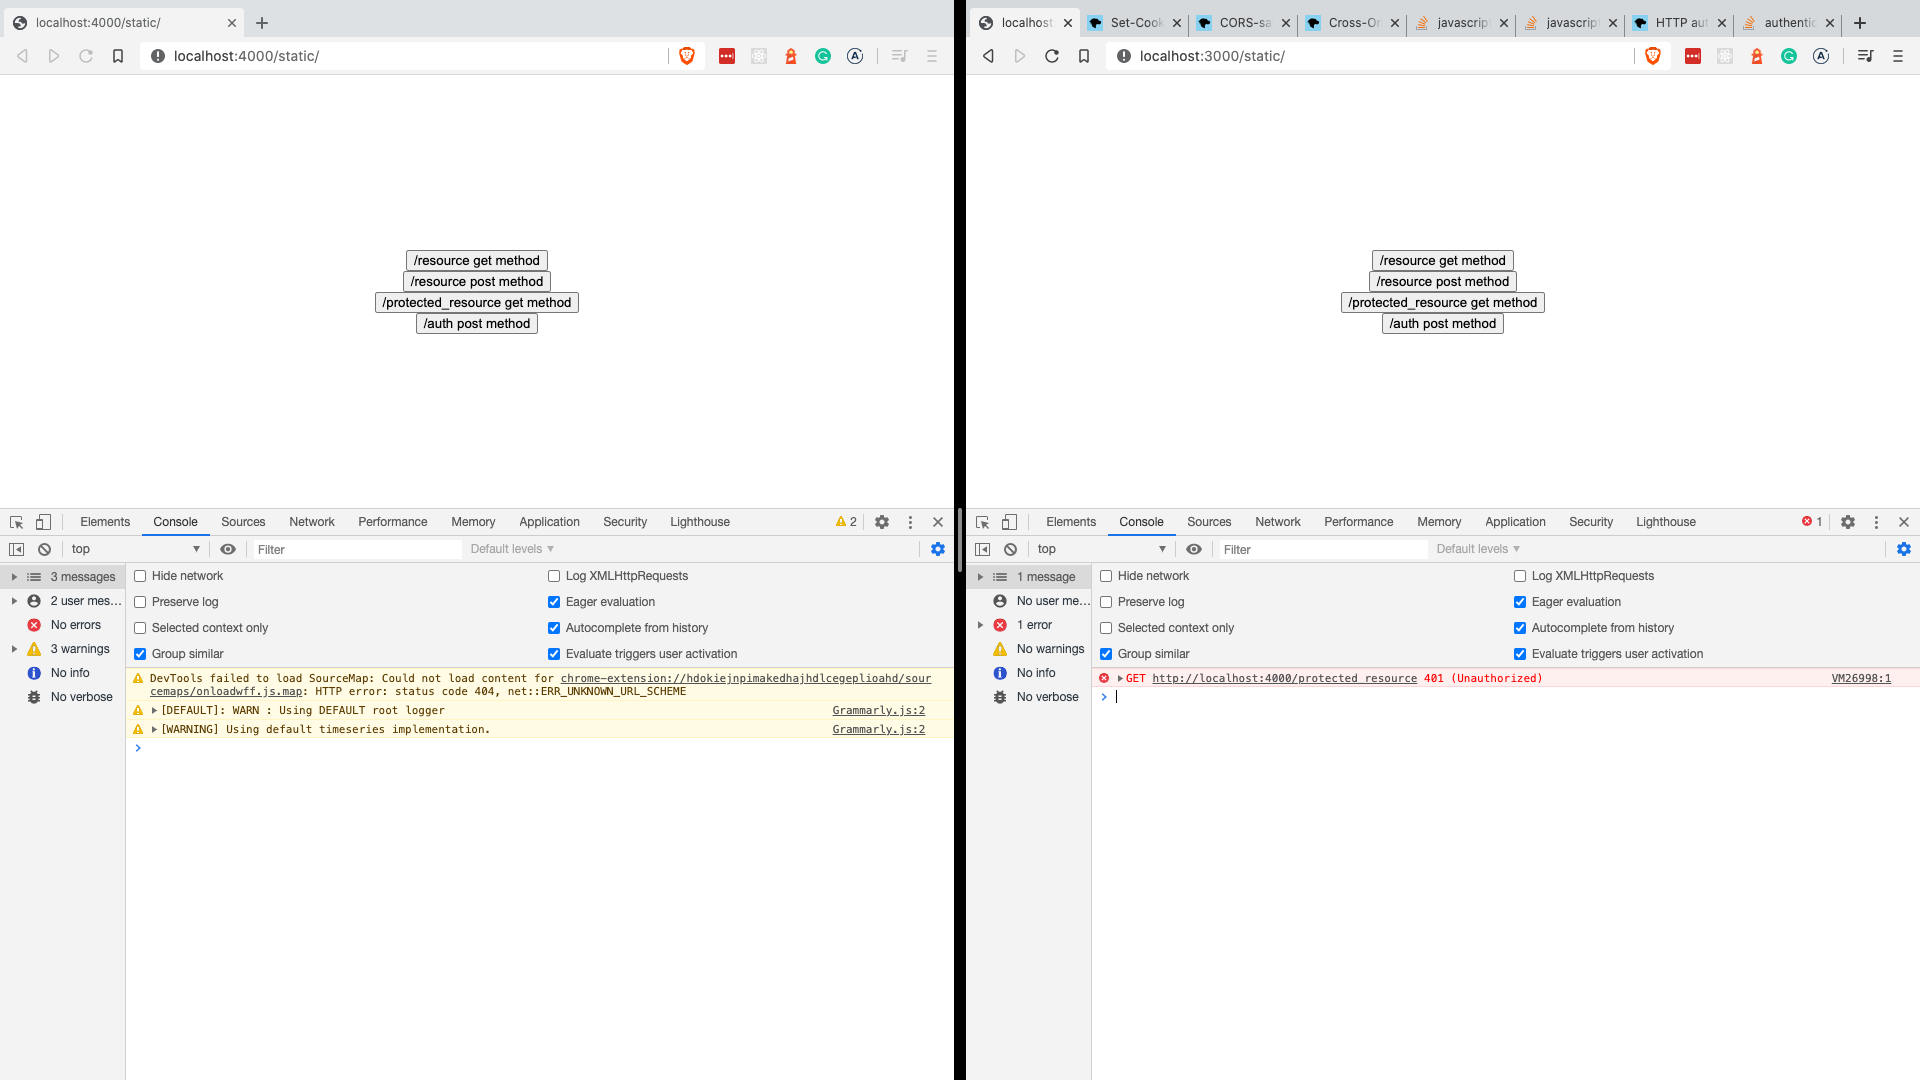 localhost:4000/static/
localhost:4000/static/
/resource get method
/resource post method
/protected_resource get method
/auth post method
Elements Console Sources Network Performance Memory Application Security Lighthouse 2
top Filter Default levels
3 messages
2 user mes...
No errors
3 warnings
No info
No verbose
Hide network Log XMLHttpRequests
Preserve log Eager evaluation
Selected context only Autocomplete from history
Group similar Evaluate triggers user activation
DevTools failed to load SourceMap: Could not load content for chrome-extension://hdokiejnpimakedhajhdlcegeplioahd/sour
cemaps/onloadwff.js.map: HTTP error: status code 404, net::ERR_UNKNOWN_URL_SCHEME
[DEFAULT]: WARN : Using DEFAULT root logger Grammarly.js:2
[WARNING] Using default timeseries implementation. Grammarly.js:2
localhost Set-Cook CORS-sa Cross-Or javascript javascript HTTP aut authentic
localhost:3000/static/
/resource get method
/resource post method
/protected_resource get method
/auth post method
Elements Console Sources Network Performance Memory Application Security Lighthouse 1
top Filter Default levels
1 message
No user me...
1 error
No warnings
No info
No verbose
Hide network Log XMLHttpRequests
Preserve log Eager evaluation
Selected context only Autocomplete from history
Group similar Evaluate triggers user activation
GET http://localhost:4000/protected_resource 401 (Unauthorized) VM26998:1